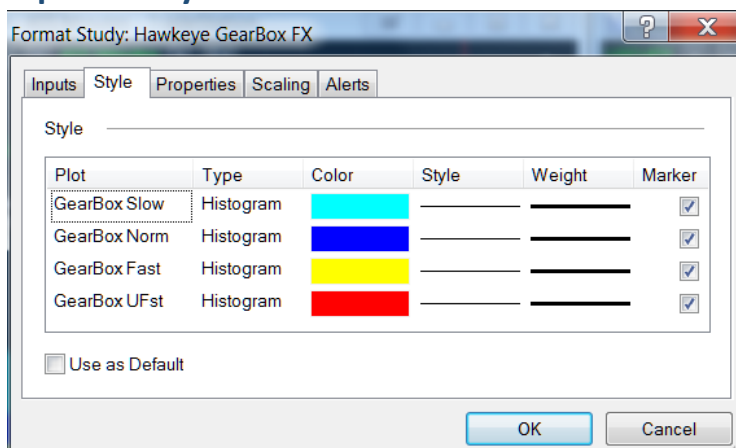 Format Study: Hawkeye GearBox FX
Inputs Style Properties Scaling Alerts
Style
Plot Type Color Style Weight Marker
GearBox Slow Histogram
GearBox Norm Histogram
GearBox Fast Histogram
GearBox UFst Histogram
Use as Default
OK Cancel